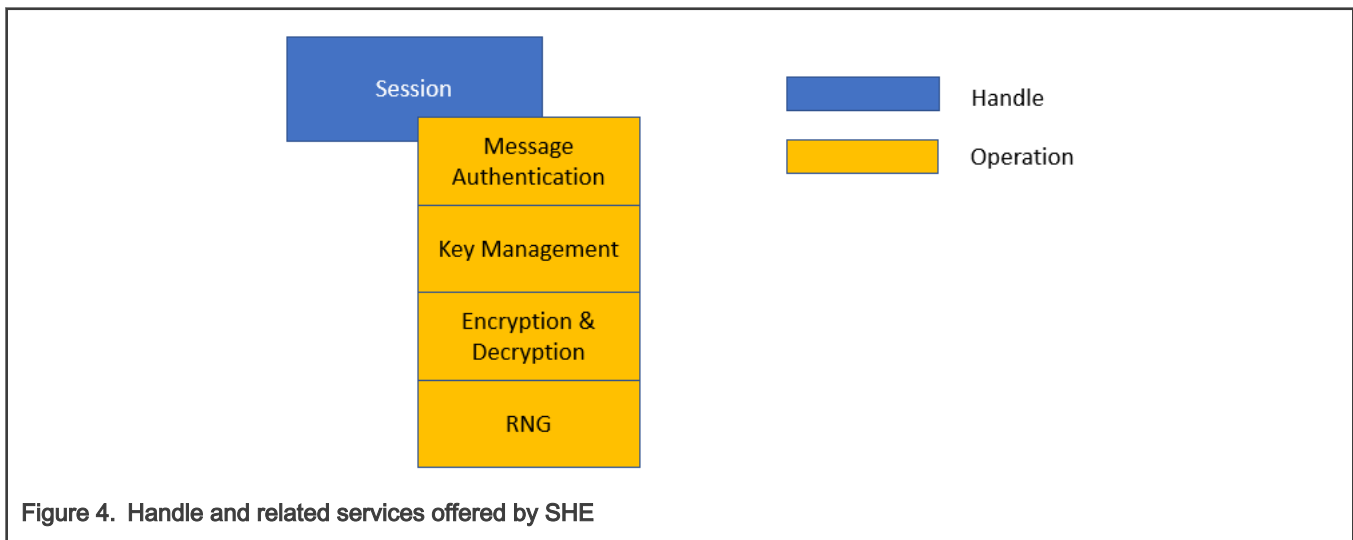 Session
Message
Authentication
Key Management
Encryption &
Decryption
RNG
Handle
Operation
Figure 4. Handle and related services offered by SHE